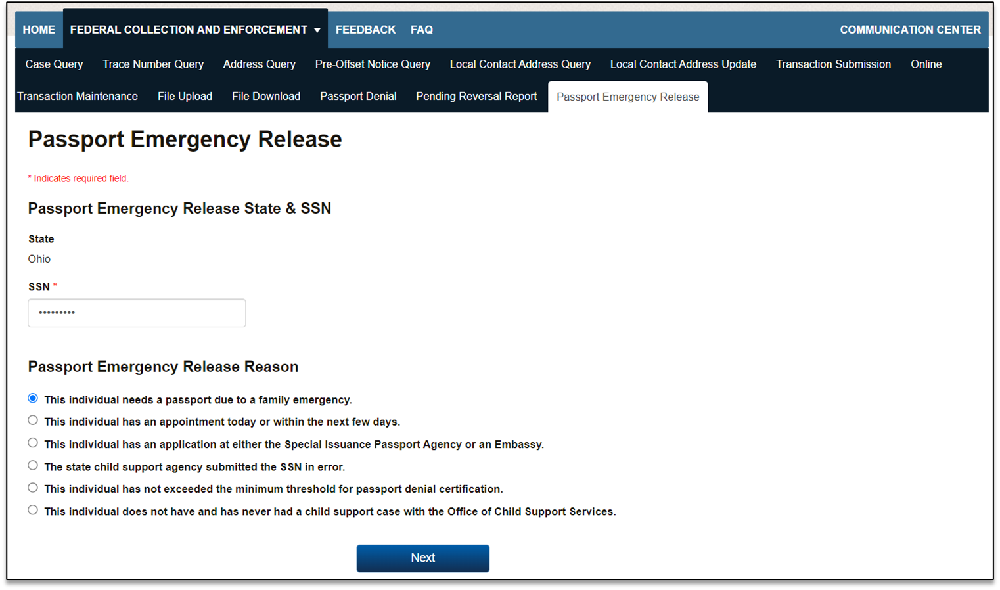 HOME FEDERAL COLLECTION AND ENFORCEMENT ▼ FEEDBACK FAQ COMMUNICATION CENTER
Case Query Trace Number Query Address Query Pre-Offset Notice Query Local Contact Address Query Local Contact Address Update Transaction Submission Online
Transaction Maintenance File Upload File Download Passport Denial Pending Reversal Report Passport Emergency Release
Passport Emergency Release
* Indicates required field.
Passport Emergency Release State & SSN
State
Ohio
SSN *
•••••••••
Passport Emergency Release Reason
This individual needs a passport due to a family emergency.
This individual has an appointment today or within the next few days.
This individual has an application at either the Special Issuance Passport Agency or an Embassy.
The state child support agency submitted the SSN in error.
This individual has not exceeded the minimum threshold for passport denial certification.
This individual does not have and has never had a child support case with the Office of Child Support Services.
Next